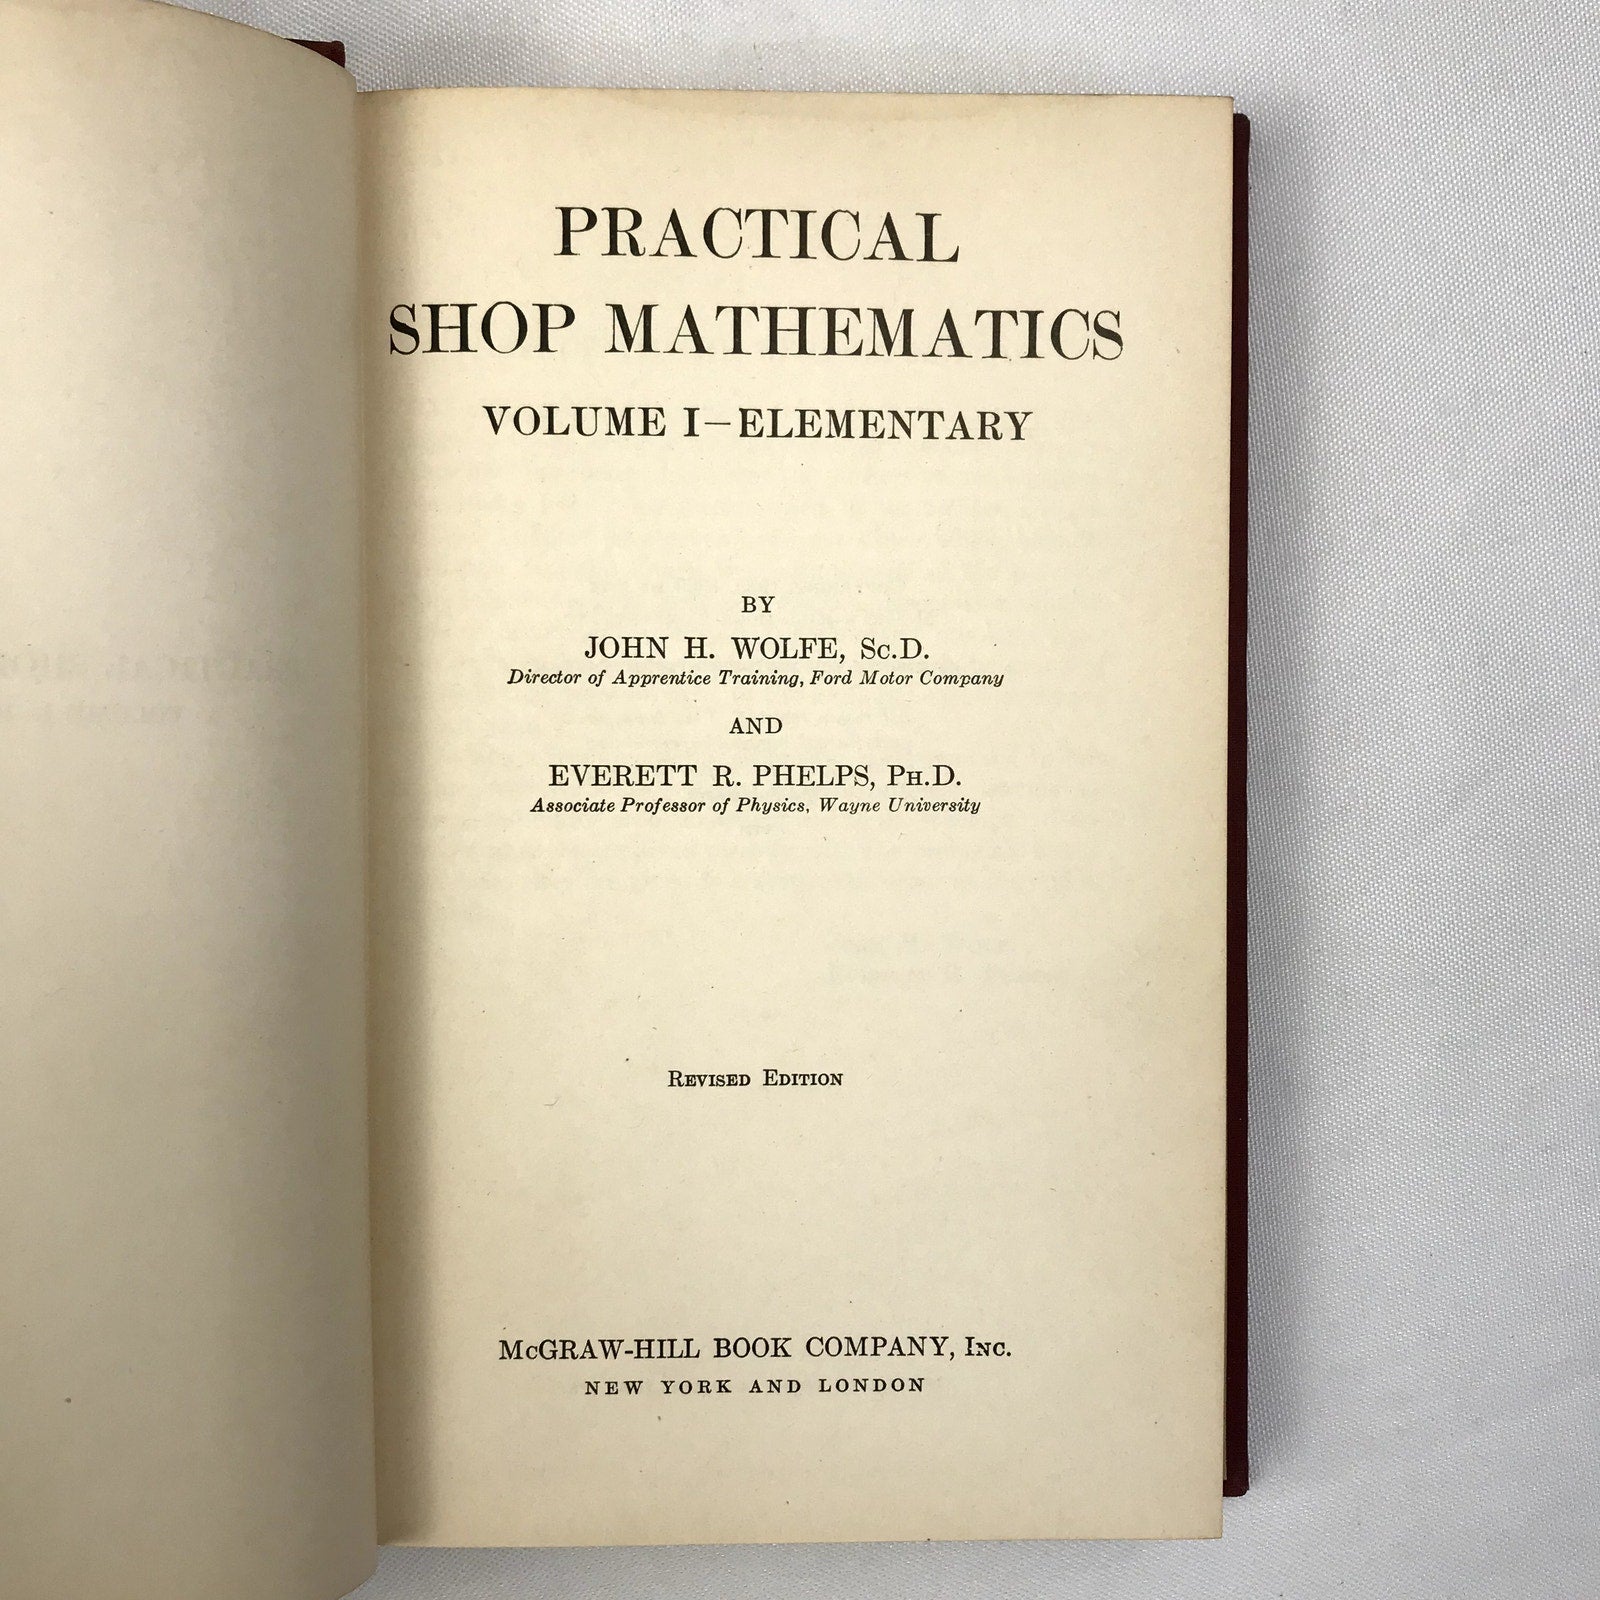 PRACTICAL
SHOP MATHEMATICS
VOLUME I—ELEMENTARY
BY
JOHN H. WOLFE, Sc.D.
Director of Apprentice Training, Ford Motor Company
AND
EVERETT R. PHELPS, Ph.D.
Associate Professor of Physics, Wayne University
Revised Edition
McGRAW-HILL BOOK COMPANY, Inc.
NEW YORK AND LONDON